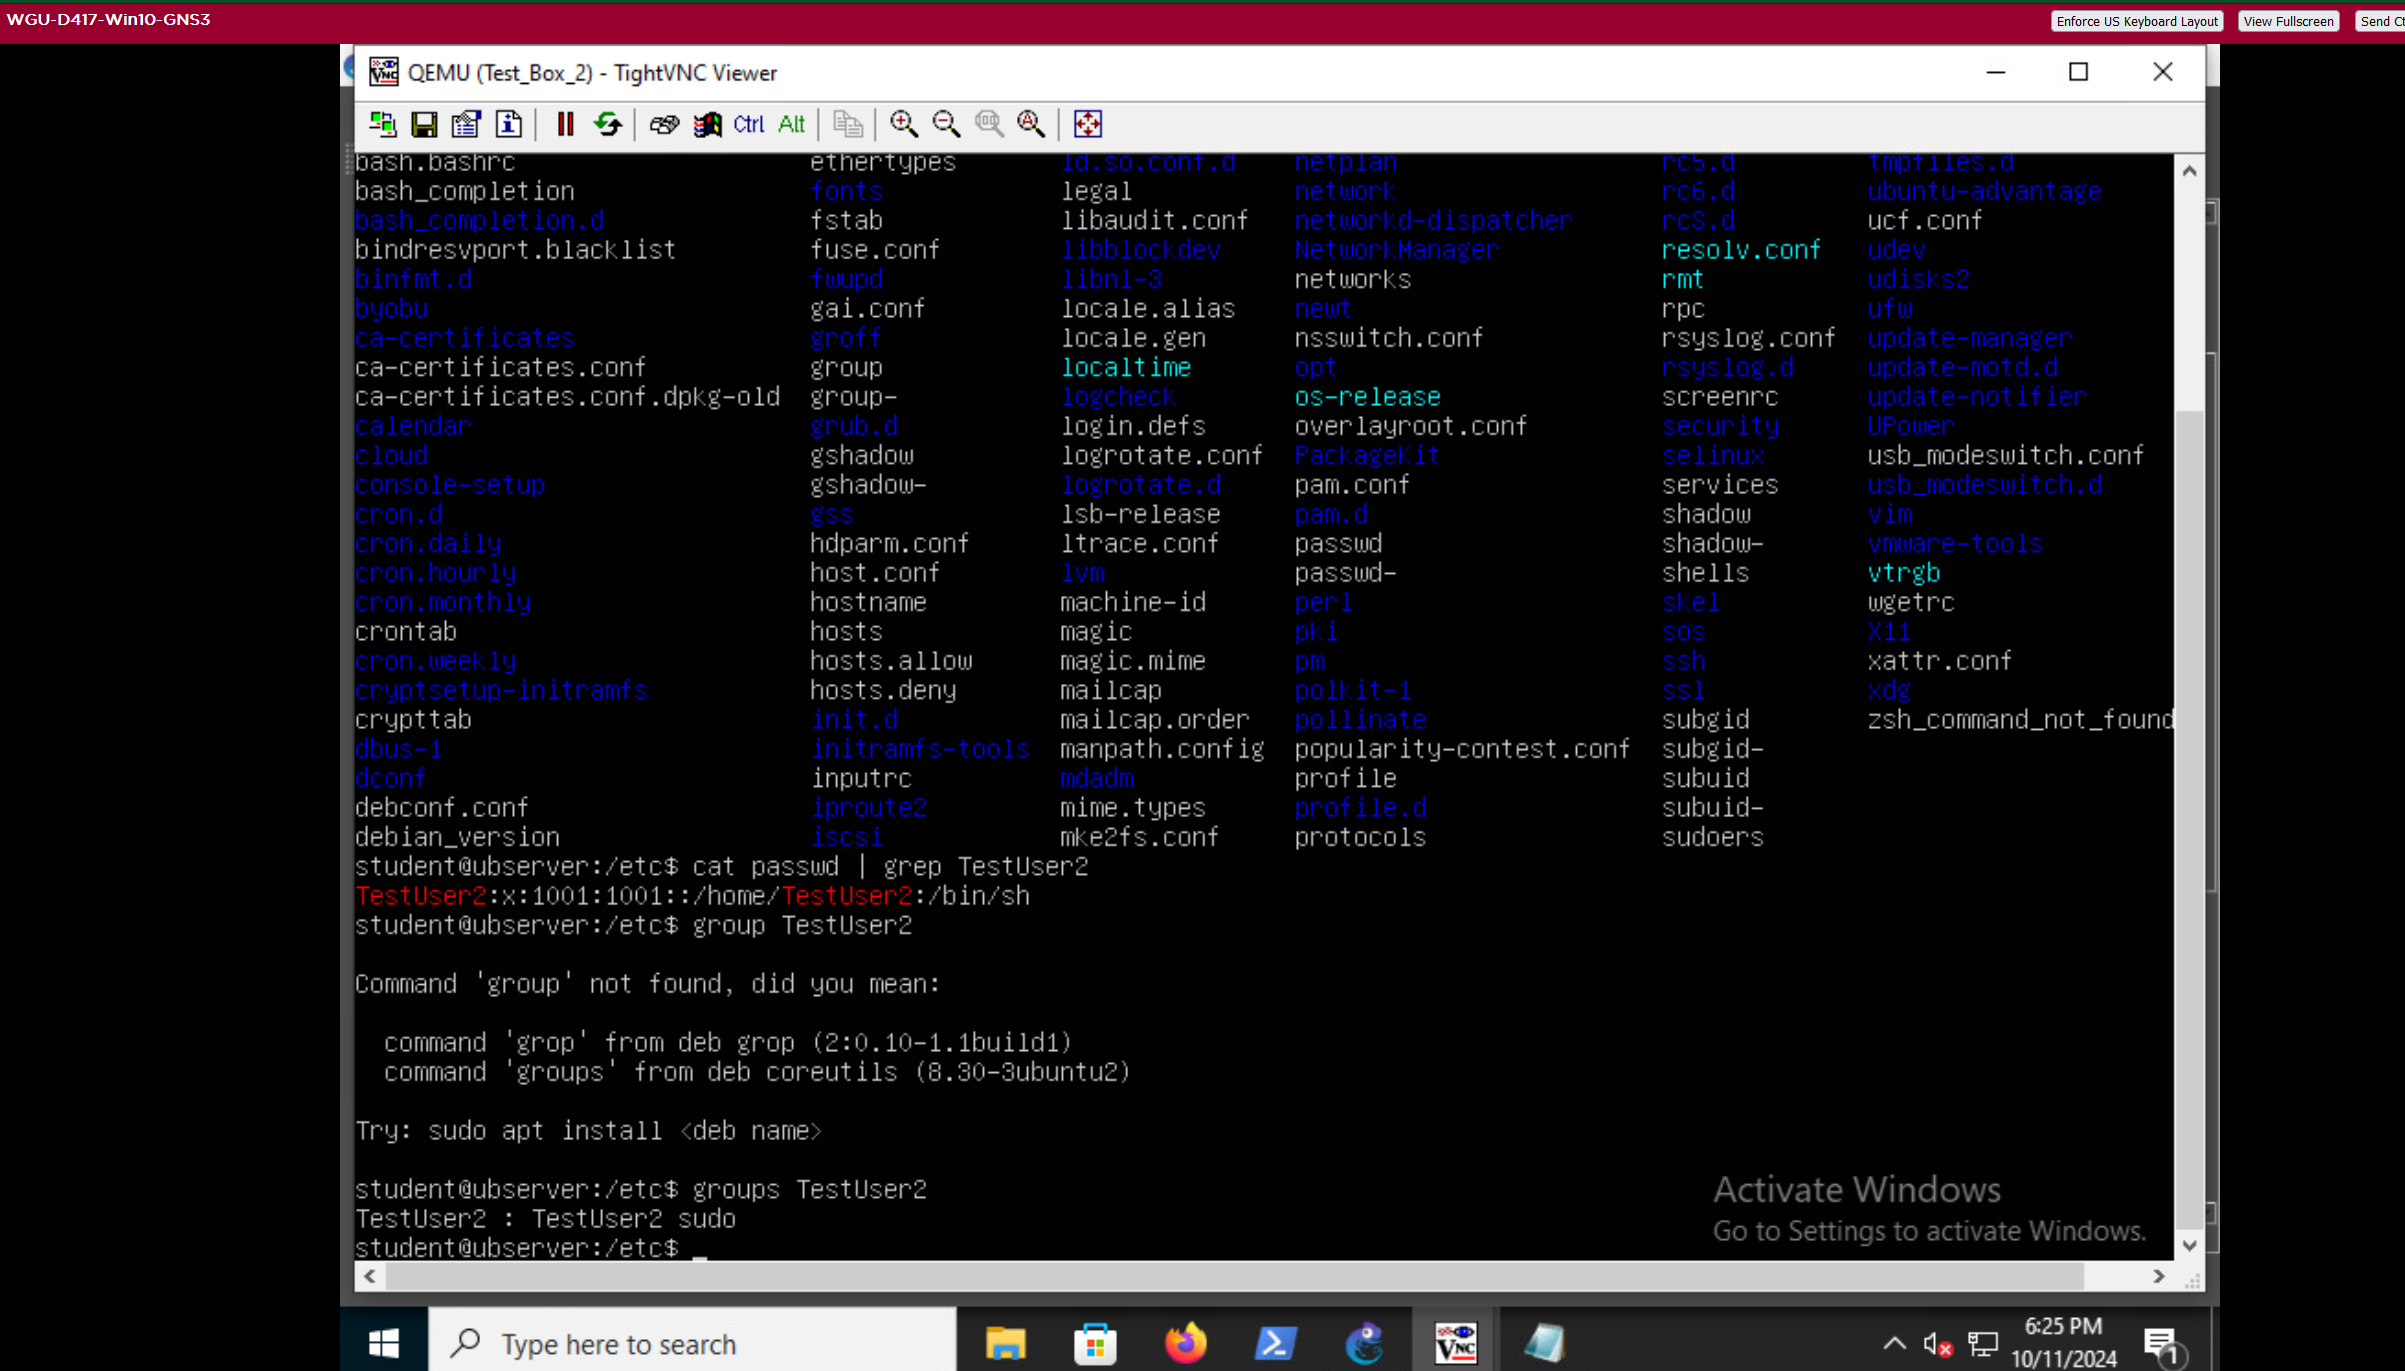 WGU-D417-Win10-GNS3 Enforce US Keyboard Layout View Fullscreen Send Ct
QEMU (Test_Box_2) - TightVNC Viewer
Ctrl Alt
bash.bashrc ethertypes ld.so.conf.d netplan rc5.d tmpfiles.d
bash_completion fonts legal network rc6.d ubuntu-advantage
bash_completion.d fstab libaudit.conf networkd-dispatcher rcS.d ucf.conf
bindresvport.blacklist fuse.conf libblockdev NetworkManager resolv.conf udev
binfmt.d fwupd libnl-3 networks rmt udisks2
byobu gai.conf locale.alias newt rpc ufw
ca-certificates groff locale.gen nsswitch.conf rsyslog.conf update-manager
ca-certificates.conf group localtime opt rsyslog.d update-motd.d
ca-certificates.conf.dpkg-old group- logcheck os-release screenrc update-notifier
calendar grub.d login.defs overlayroot.conf security UPower
cloud gshadow logrotate.conf PackageKit selinux usb_modeswitch.conf
console-setup gshadow- logrotate.d pam.conf services usb_modeswitch.d
cron.d gss lsb-release pam.d shadow vim
cron.daily hdparm.conf ltrace.conf passwd shadow- vmware-tools
cron.hourly host.conf lvm passwd- shells vtrgb
cron.monthly hostname machine-id perl skel wgetrc
crontab hosts magic pki sos X11
cron.weekly hosts.allow magic.mime pm ssh xattr.conf
cryptsetup-initramfs hosts.deny mailcap polkit-1 ssl xdg
crypttab init.d mailcap.order pollinate subgid zsh_command_not_found
dbus-1 initramfs-tools manpath.config popularity-contest.conf subgid-
dconf inputrc mdadm profile subuid
debconf.conf iproute2 mime.types profile.d subuid-
debian_version iscsi mke2fs.conf protocols sudoers
student@ubserver:/etc$ cat passwd | grep TestUser2
TestUser2:x:1001:1001::/home/TestUser2:/bin/sh
student@ubserver:/etc$ group TestUser2
Command 'group' not found, did you mean:
command 'grop' from deb grop (2:0.10-1.1build1)
command 'groups' from deb coreutils (8.30-3ubuntu2)
Try: sudo apt install <deb name>
student@ubserver:/etc$ groups TestUser2
TestUser2 : TestUser2 sudo
student@ubserver:/etc$ _
Activate Windows
Go to Settings to activate Windows.
Type here to search
VNC
6:25 PM
10/11/2024
1